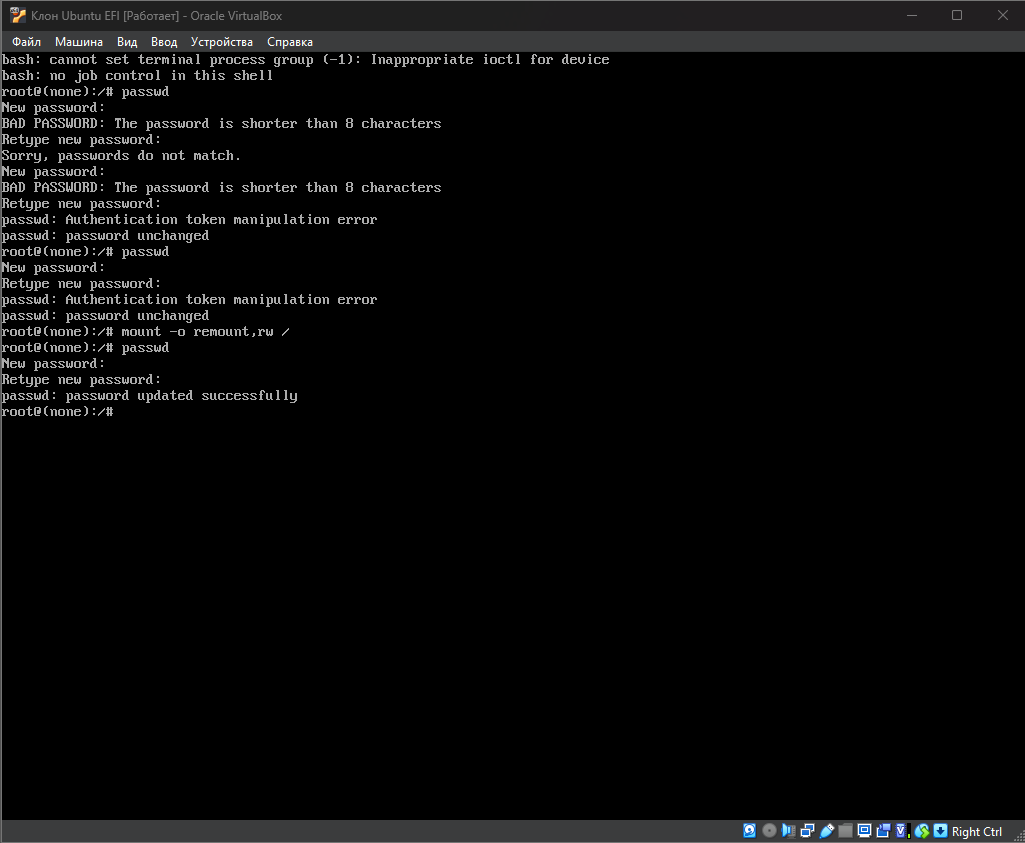 Клон Ubuntu EFI [Работает] - Oracle VirtualBox
Файл Машина Вид Ввод Устройства Справка
bash: cannot set terminal process group (-1): Inappropriate ioctl for device
bash: no job control in this shell
root@(none):/# passwd
New password:
BAD PASSWORD: The password is shorter than 8 characters
Retype new password:
Sorry, passwords do not match.
New password:
BAD PASSWORD: The password is shorter than 8 characters
Retype new password:
passwd: Authentication token manipulation error
passwd: password unchanged
root@(none):/# passwd
New password:
Retype new password:
passwd: Authentication token manipulation error
passwd: password unchanged
root@(none):/# mount -o remount,rw /
root@(none):/# passwd
New password:
Retype new password:
passwd: password updated successfully
root@(none):/#
Right Ctrl